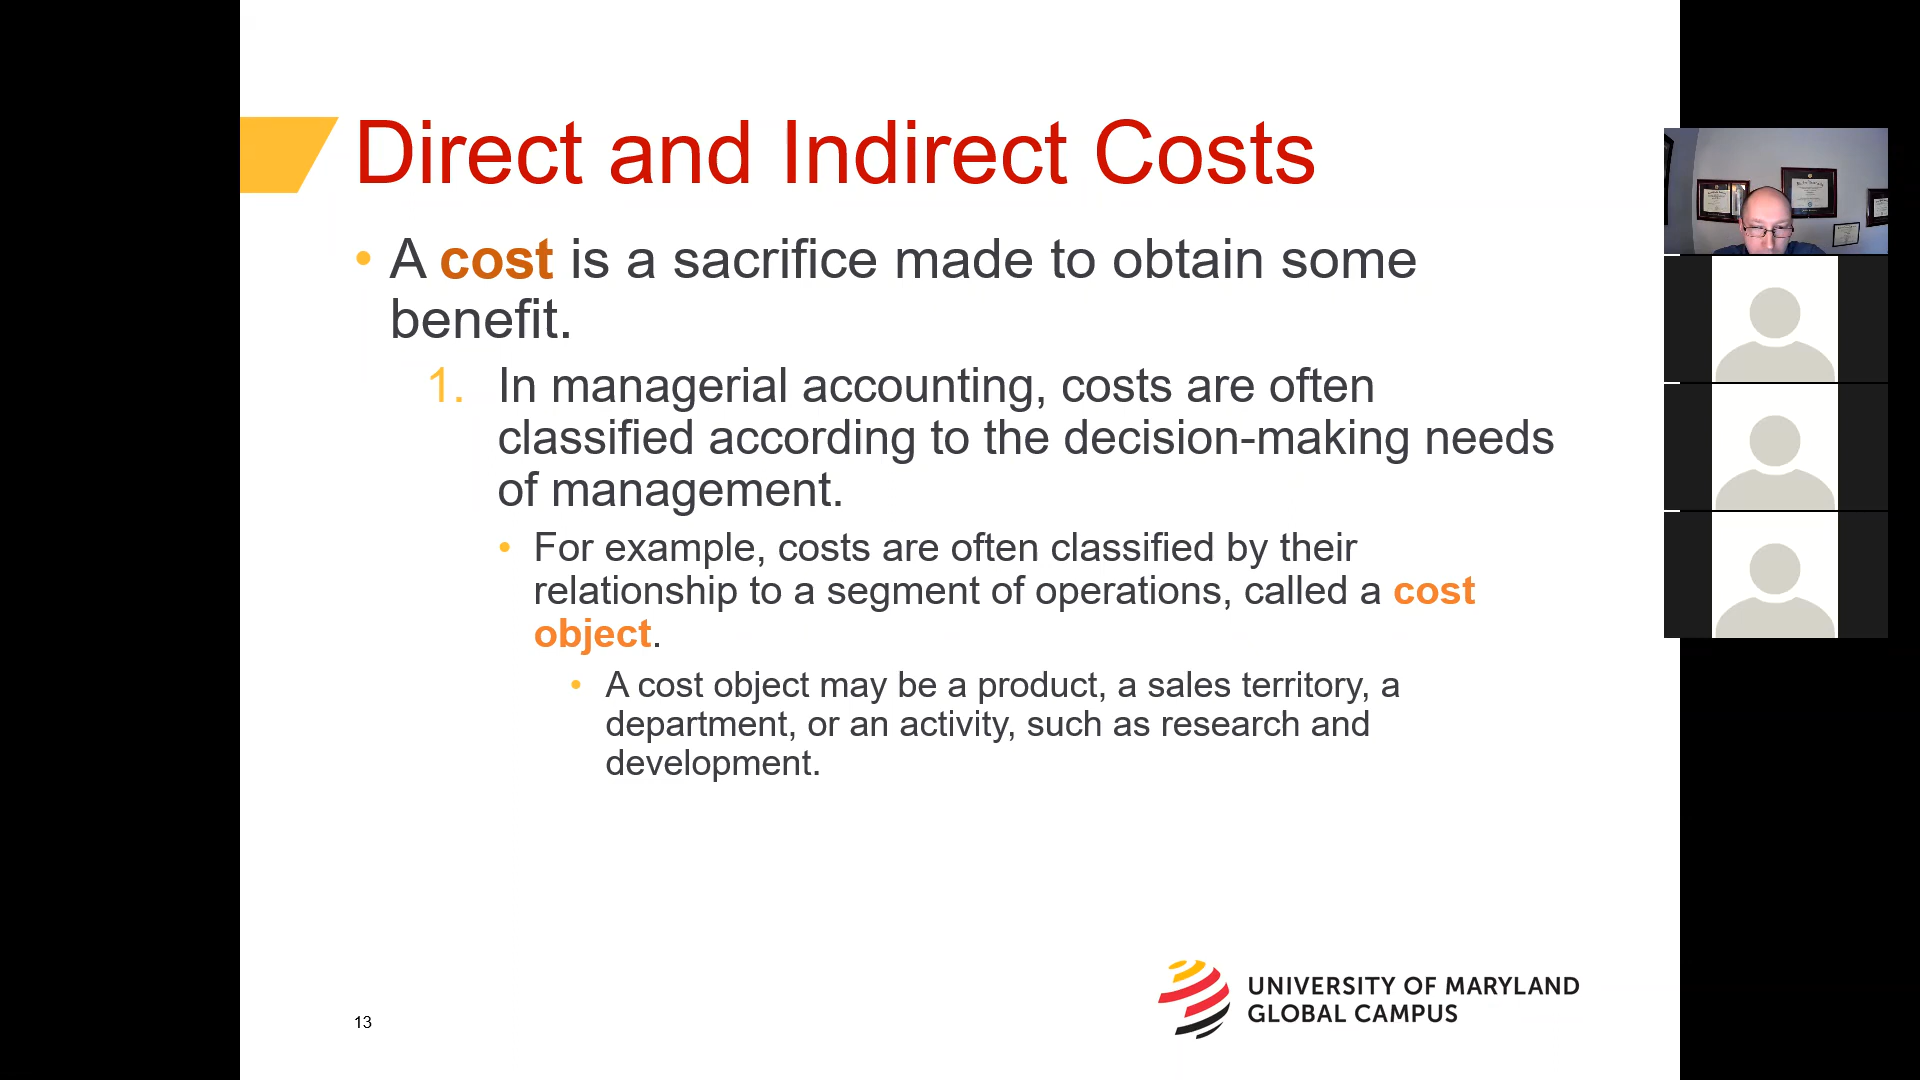 Direct and Indirect Costs
• A cost is a sacrifice made to obtain some
benefit.
1. In managerial accounting, costs are often
classified according to the decision-making needs
of management.
• For example, costs are often classified by their
relationship to a segment of operations, called a cost
object.
• A cost object may be a product, a sales territory, a
department, or an activity, such as research and
development.
UNIVERSITY OF MARYLAND
GLOBAL CAMPUS
13